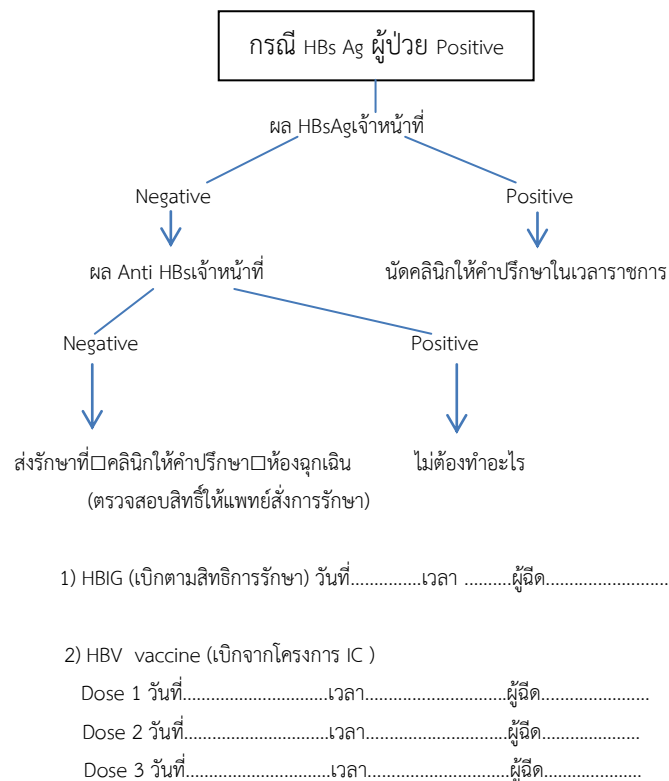 กรณี HBs Ag ผู้ป่วย Positive
ผล HBsAgเจ้าหน้าที่
Negative
Positive
ผล Anti HBsเจ้าหน้าที่
นัดคลินิกให้คำปรึกษาในเวลาราชการ
Negative
Positive
ส่งรักษาที่□คลินิกให้คำปรึกษา□ห้องฉุกเฉิน
ไม่ต้องทำอะไร
(ตรวจสอบสิทธิ์ให้แพทย์สั่งการรักษา)
1) HBIG (เบิกตามสิทธิการรักษา) วันที่...............เวลา ..........ผู้ฉีด..........................
2) HBV vaccine (เบิกจากโครงการ IC )
Dose 1 วันที่..............................เวลา..............................ผู้ฉีด.......................
Dose 2 วันที่..............................เวลา..............................ผู้ฉีด.....................
Dose 3 วันที่..............................เวลา..............................ผู้ฉีด.....................